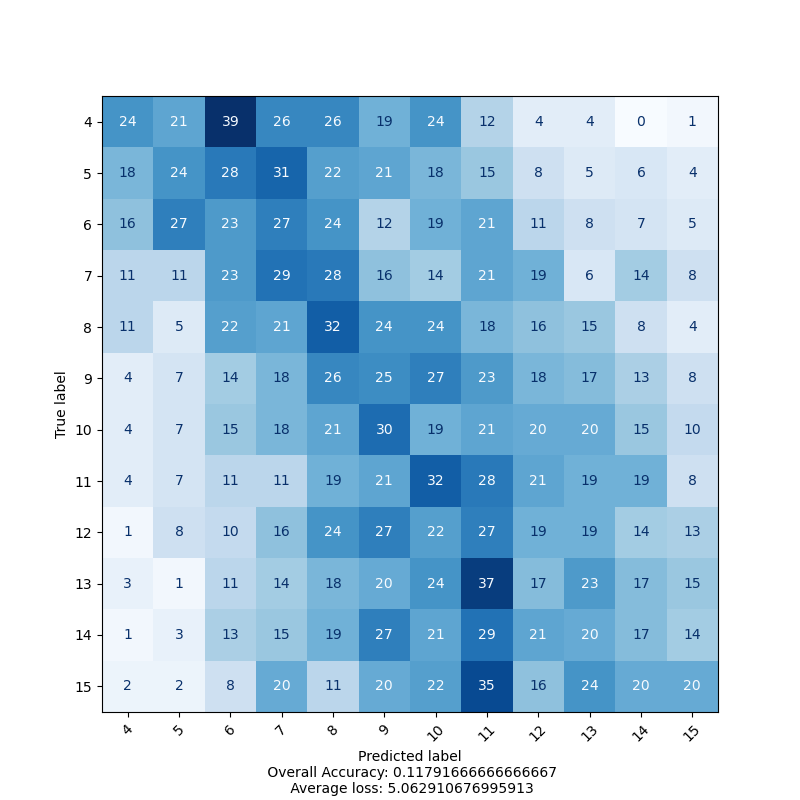 4 24 21 39 26 26 19 24 12 4 4 0 1
5 18 24 28 31 22 21 18 15 8 5 6 4
6 16 27 23 27 24 12 19 21 11 8 7 5
7 11 11 23 29 28 16 14 21 19 6 14 8
8 11 5 22 21 32 24 24 18 16 15 8 4
9 4 7 14 18 26 25 27 23 18 17 13 8
10 4 7 15 18 21 30 19 21 20 20 15 10
11 4 7 11 11 19 21 32 28 21 19 19 8
12 1 8 10 16 24 27 22 27 19 19 14 13
13 3 1 11 14 18 20 24 37 17 23 17 15
14 1 3 13 15 19 27 21 29 21 20 17 14
15 2 2 8 20 11 20 22 35 16 24 20 20
4 5 6 7 8 9 10 11 12 13 14 15
True label
Predicted label
Overall Accuracy: 0.11791666666666667
Average loss: 5.062910676995913